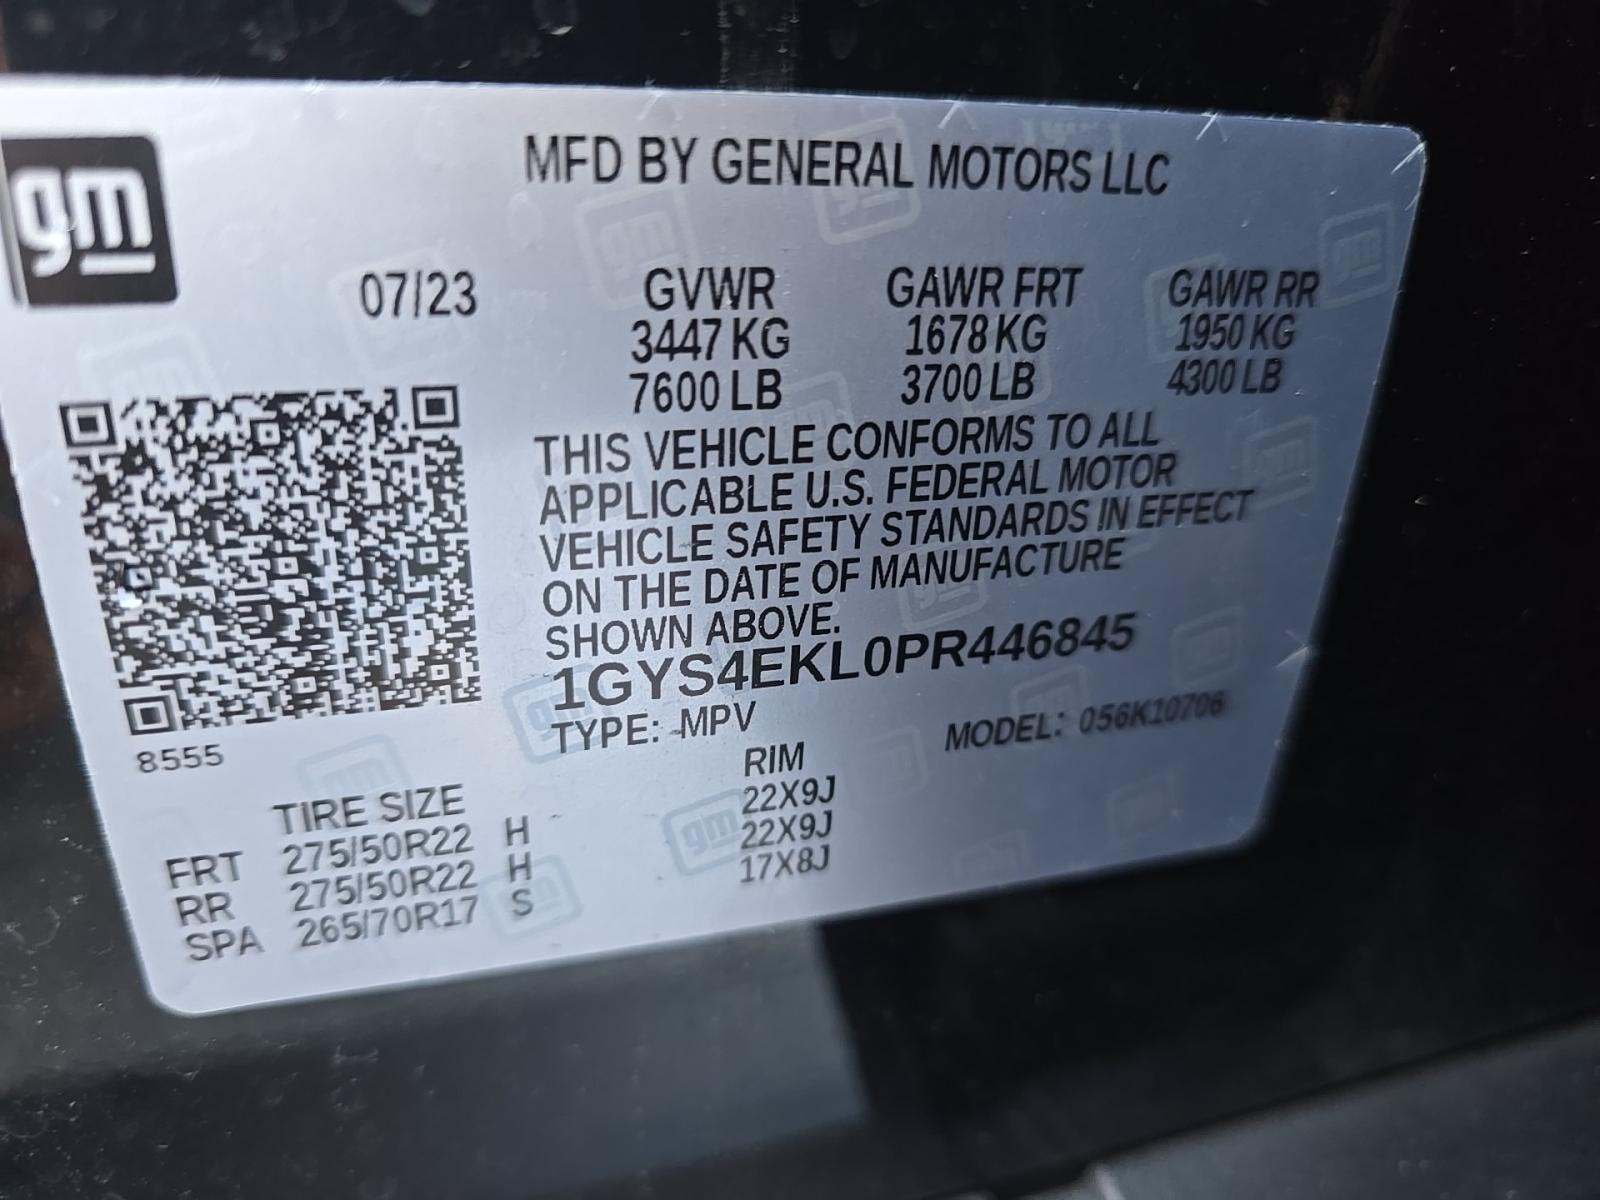 gm
MFD BY GENERAL MOTORS LLC
07/23 GVWR GAWR FRT GAWR RR
3447 KG 1678 KG 1950 KG
7600 LB 3700 LB 4300 LB
THIS VEHICLE CONFORMS TO ALL
APPLICABLE U.S. FEDERAL MOTOR
VEHICLE SAFETY STANDARDS IN EFFECT
ON THE DATE OF MANUFACTURE
SHOWN ABOVE.
1GYS4EKL0PR446845
TYPE: MPV MODEL: 056K10706
8555
TIRE SIZE RIM
FRT 275/50R22 H 22X9J
RR 275/50R22 H 22X9J
SPA 265/70R17 S 17X8J